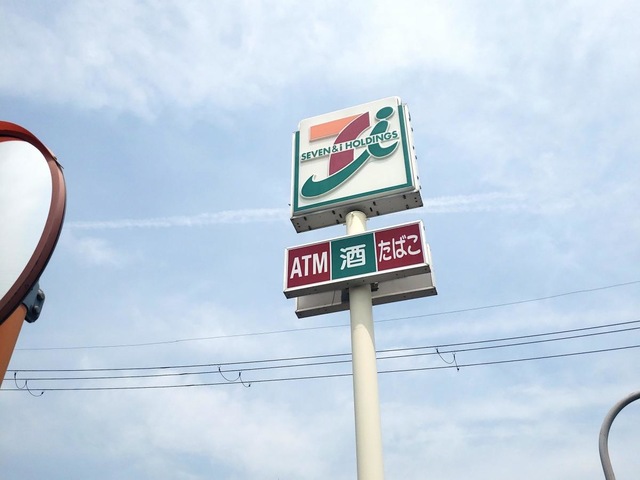 SEVEN & i HOLDINGS
ATM 酒 たばこ